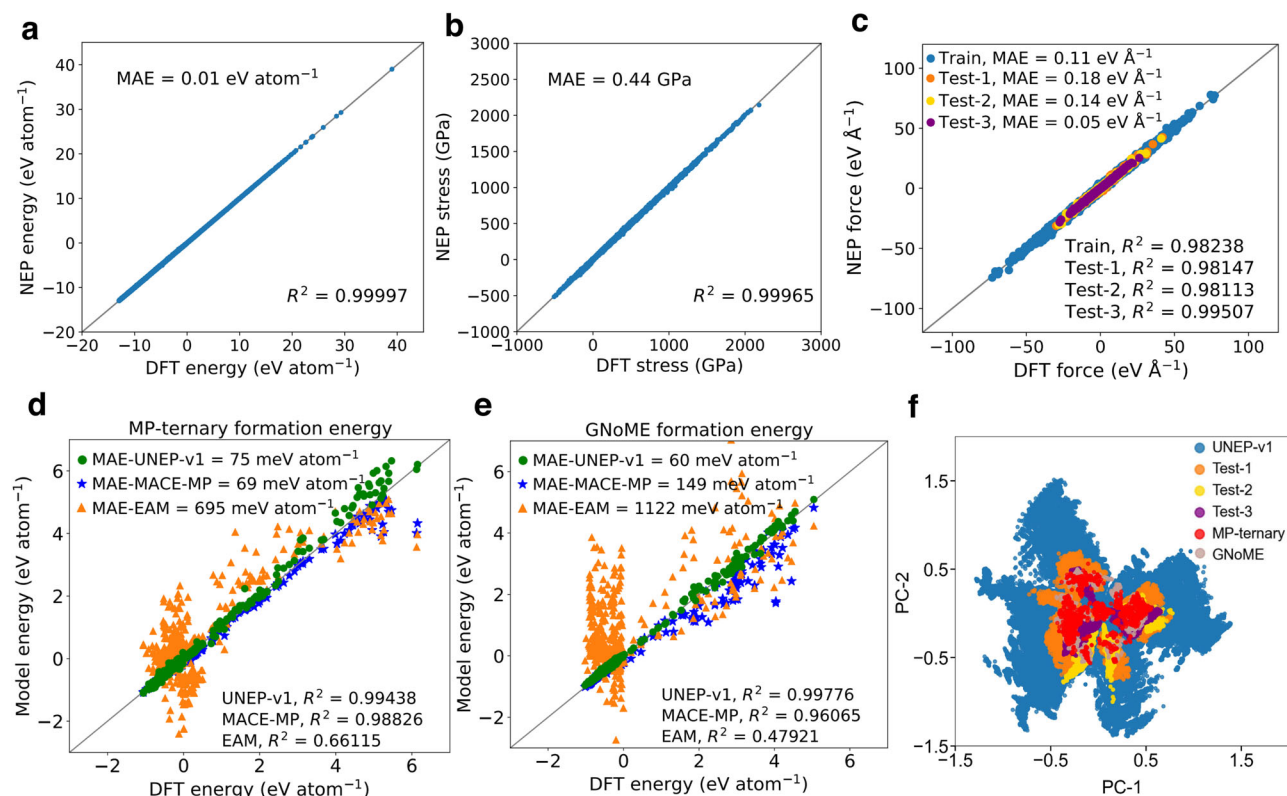 a
MAE = 0.01 eV atom⁻¹
R² = 0.99997
NEP energy (eV atom⁻¹)
40
30
20
10
0
−10
−20
−20 −10 0 10 20 30 40
DFT energy (eV atom⁻¹)
b
MAE = 0.44 GPa
R² = 0.99965
NEP stress (GPa)
3000
2500
2000
1500
1000
500
0
−500
−1000
−1000 0 1000 2000 3000
DFT stress (GPa)
c
Train, MAE = 0.11 eV Å⁻¹
Test-1, MAE = 0.18 eV Å⁻¹
Test-2, MAE = 0.14 eV Å⁻¹
Test-3, MAE = 0.05 eV Å⁻¹
Train, R² = 0.98238
Test-1, R² = 0.98147
Test-2, R² = 0.98113
Test-3, R² = 0.99507
NEP force (eV Å⁻¹)
100
50
0
−50
−100
−100 −50 0 50 100
DFT force (eV Å⁻¹)
d
MP-ternary formation energy
MAE-UNEP-v1 = 75 meV atom⁻¹
MAE-MACE-MP = 69 meV atom⁻¹
MAE-EAM = 695 meV atom⁻¹
UNEP-v1, R² = 0.99438
MACE-MP, R² = 0.98826
EAM, R² = 0.66115
Model energy (eV atom⁻¹)
6
4
2
0
−2
−2 0 2 4 6
DFT energy (eV atom⁻¹)
e
GNoME formation energy
MAE-UNEP-v1 = 60 meV atom⁻¹
MAE-MACE-MP = 149 meV atom⁻¹
MAE-EAM = 1122 meV atom⁻¹
UNEP-v1, R² = 0.99776
MACE-MP, R² = 0.96065
EAM, R² = 0.47921
Model energy (eV atom⁻¹)
6
4
2
0
−2
−2 0 2 4 6
DFT energy (eV atom⁻¹)
f
UNEP-v1
Test-1
Test-2
Test-3
MP-ternary
GNoME
PC-2
1.5
0.5
−0.5
−1.5
−1.5 −0.5 0.5 1.5
PC-1